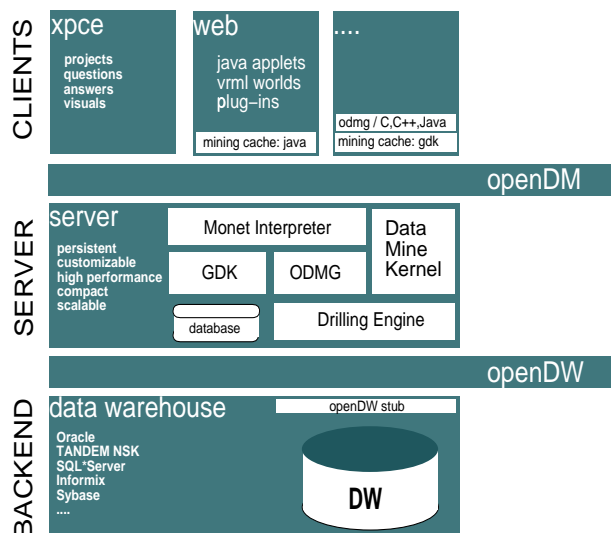 CLIENTS
xpce
projects
questions
answers
visuals
web
java applets
vrml worlds
plug–ins
mining cache: java
....
odmg / C,C++,Java
mining cache: gdk
openDM
SERVER
server
persistent
customizable
high performance
compact
scalable
Monet Interpreter
GDK
ODMG
Data
Mine
Kernel
database
Drilling Engine
openDW
BACKEND
data warehouse
Oracle
TANDEM NSK
SQL*Server
Informix
Sybase
....
openDW stub
DW